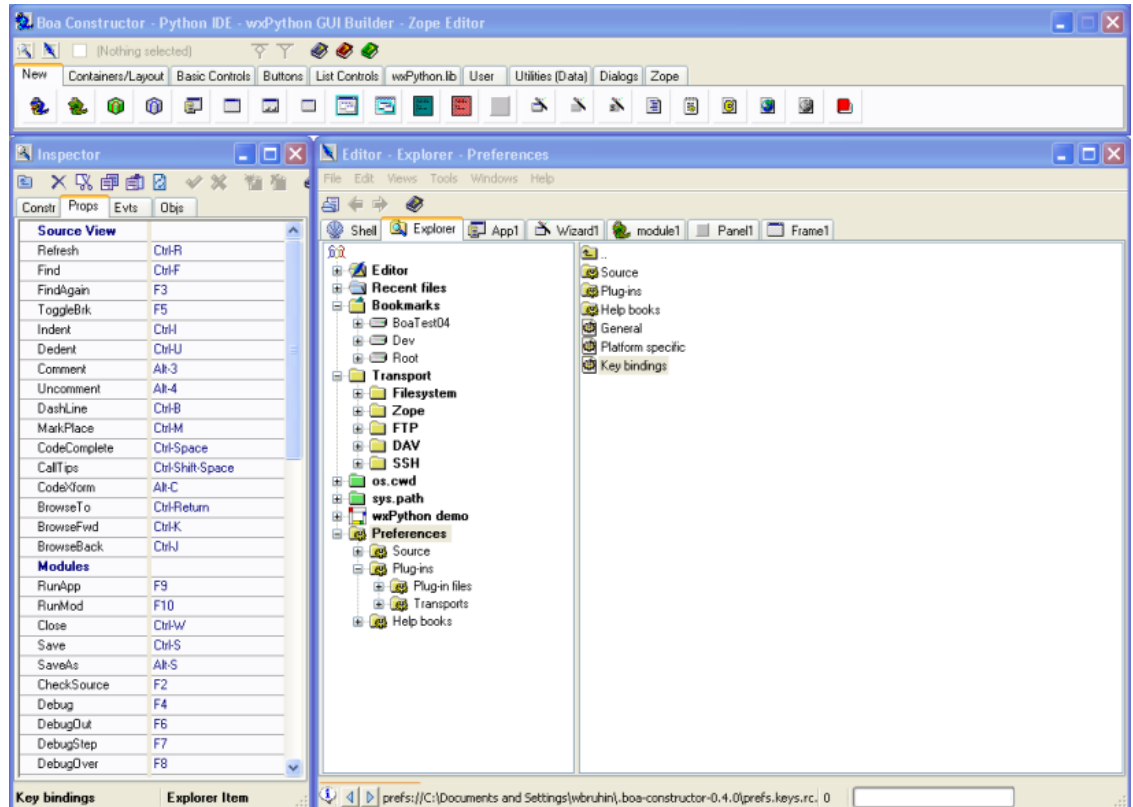 Boa Constructor - Python IDE - wxPython GUI Builder - Zope Editor
(Nothing selected)
New Containers/Layout Basic Controls Buttons List Controls wxPython.lib User Utilities (Data) Dialogs Zope
Inspector
Constr Props Evts Objs
Source View
Refresh Ctrl-R
Find Ctrl-F
FindAgain F3
ToggleBrk F5
Indent Ctrl-I
Dedent Ctrl-U
Comment Alt-3
Uncomment Alt-4
DashLine Ctrl-B
MarkPlace Ctrl-M
CodeComplete Ctrl-Space
CallTips Ctrl-Shift-Space
CodeXform Alt-C
BrowseTo Ctrl-Return
BrowseFwd Ctrl-K
BrowseBack Ctrl-J
Modules
RunApp F9
RunMod F10
Close Ctrl-W
Save Ctrl-S
SaveAs Alt-S
CheckSource F2
Debug F4
DebugOut F6
DebugStep F7
DebugOver F8
Key bindings Explorer Item
Editor - Explorer - Preferences
File Edit Views Tools Windows Help
Shell Explorer App1 Wizard1 module1 Panel1 Frame1
Editor
Recent files
Bookmarks
BoaTest04
Dev
Root
Transport
Filesystem
Zope
FTP
DAV
SSH
os.cwd
sys.path
wxPython demo
Preferences
Source
Plug-ins
Plug-in files
Transports
Help books
..
Source
Plug-ins
Help books
General
Platform specific
Key bindings
prefs://C:\Documents and Settings\wbruhin\.boa-constructor-0.4.0\prefs.keys.rc. 0